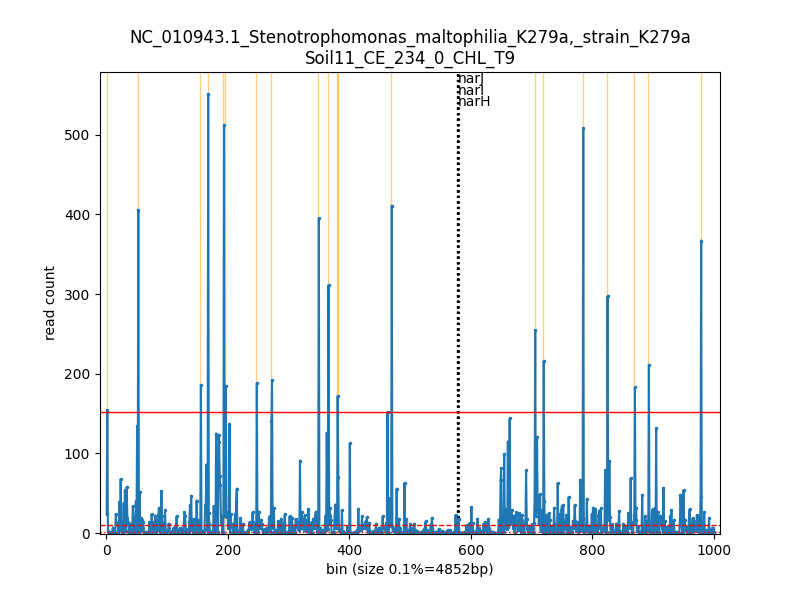 NC_010943.1_Stenotrophomonas_maltophilia_K279a,_strain_K279a
Soil11_CE_234_0_CHL_T9
narJ
narI
narH
500
400
300
200
100
0
read count
0 200 400 600 800 1000
bin (size 0.1%=4852bp)